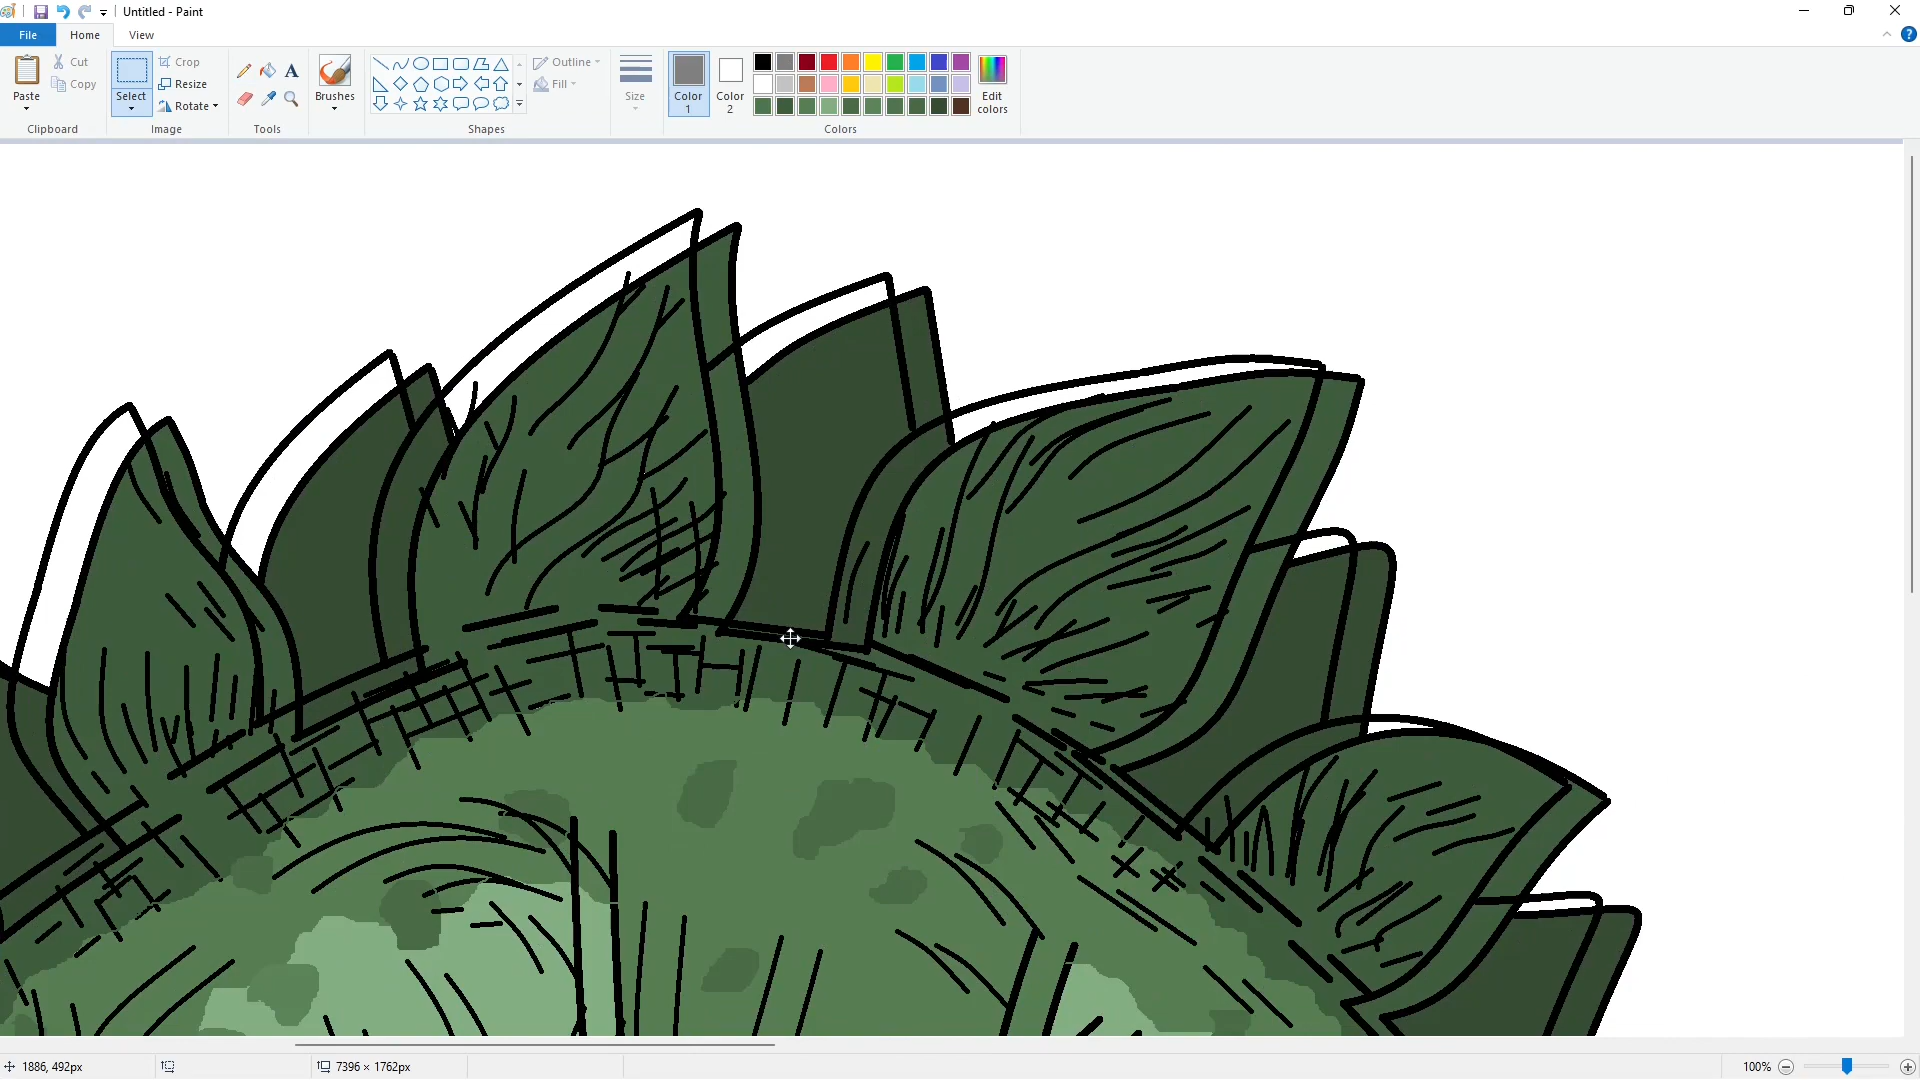 Untitled - Paint
File Home View
Paste
Cut
Copy
Clipboard
Select
Crop
Resize
Rotate
Image
A
Tools
Brushes
Outline
Fill
Shapes
Size
Color
1
Color
2
Edit
colors
Colors
?
1886, 492px
7396 × 1762px
100%